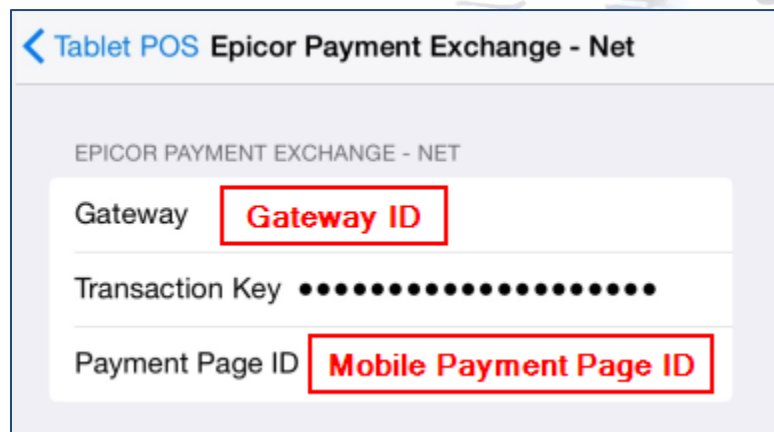 Tablet POS Epicor Payment Exchange - Net
EPICOR PAYMENT EXCHANGE - NET
Gateway Gateway ID
Transaction Key ••••••••••••••••••••
Payment Page ID Mobile Payment Page ID